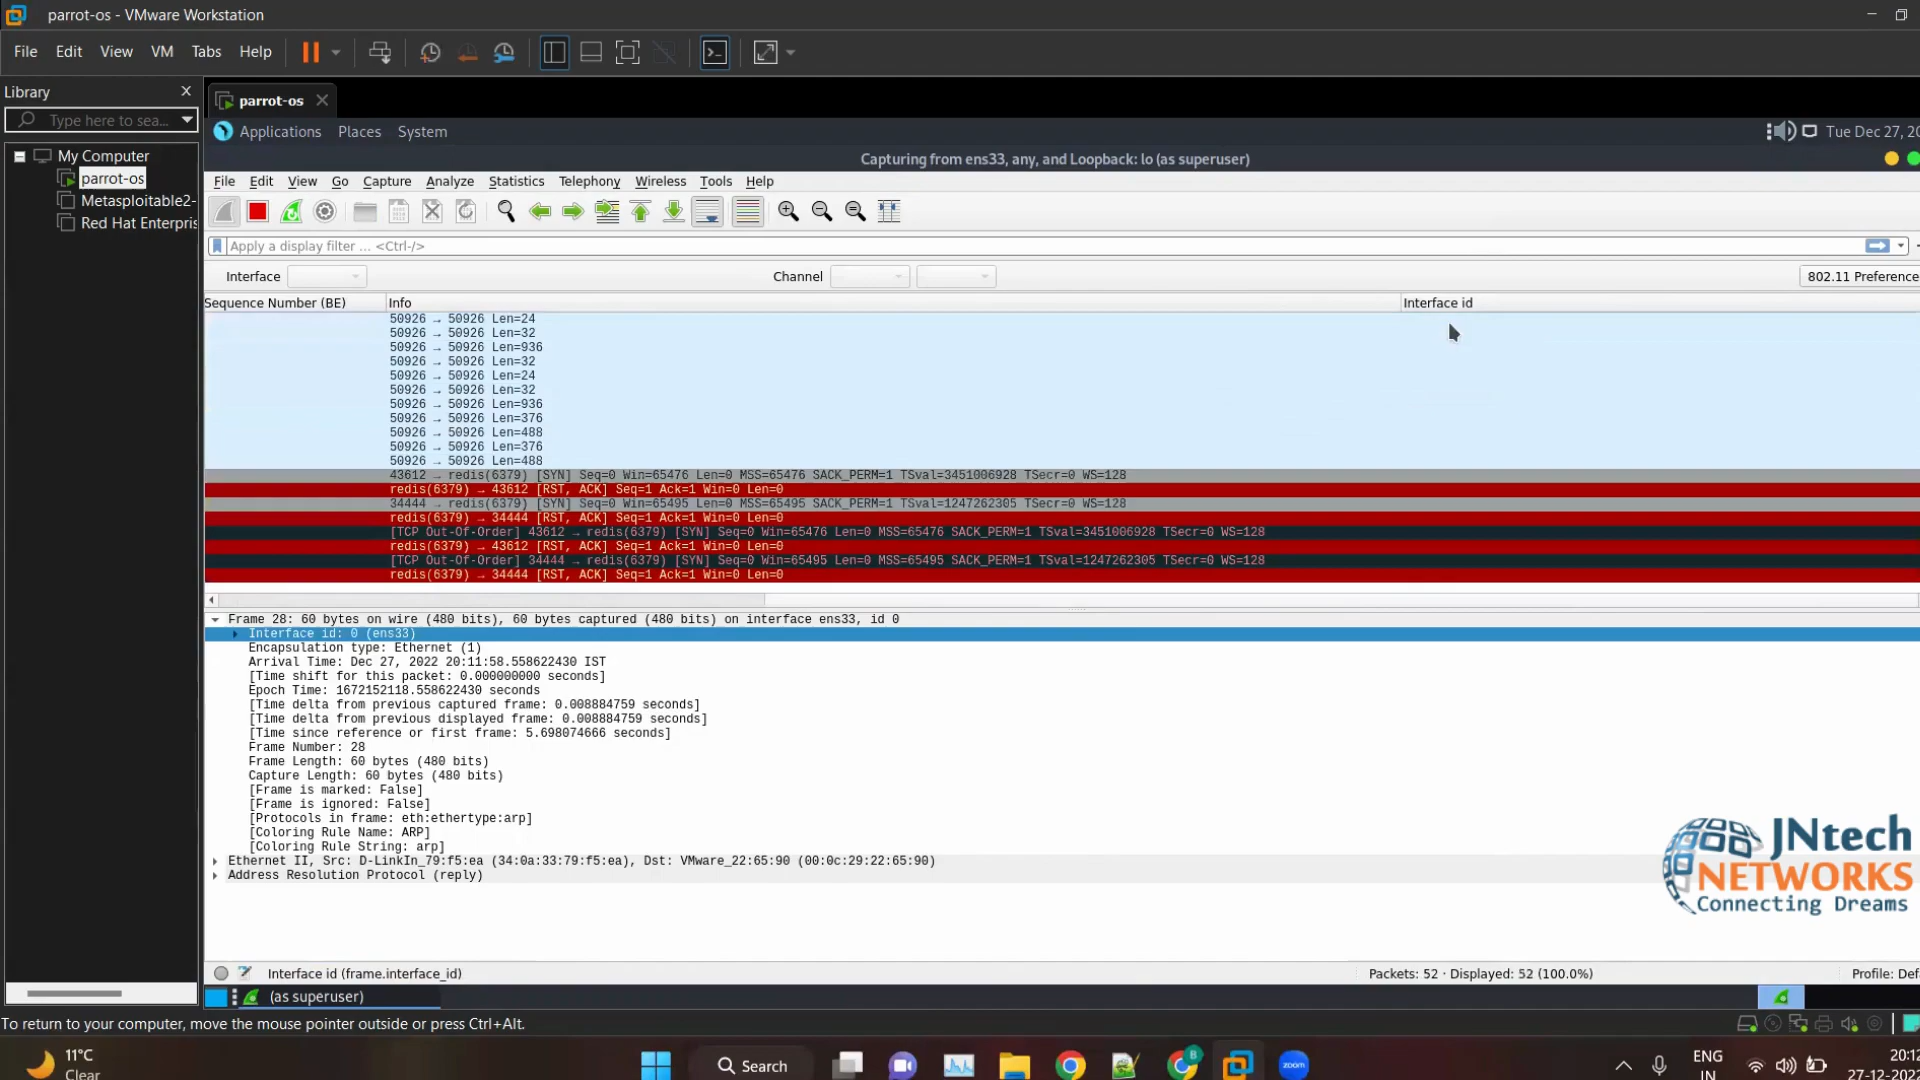 parrot-os - VMware Workstation
File Edit View VM Tabs Help
Library
Type here to sea...
My Computer
parrot-os
Metasploitable2-
Red Hat Enterpris
parrot-os
Applications Places System
Tue Dec 27, 20
Capturing from ens33, any, and Loopback: lo (as superuser)
File Edit View Go Capture Analyze Statistics Telephony Wireless Tools Help
Apply a display filter ... <Ctrl-/>
Interface Channel 802.11 Preference
Sequence Number (BE) Info Interface id
50926 → 50926 Len=24
50926 → 50926 Len=32
50926 → 50926 Len=936
50926 → 50926 Len=32
50926 → 50926 Len=24
50926 → 50926 Len=32
50926 → 50926 Len=936
50926 → 50926 Len=376
50926 → 50926 Len=488
50926 → 50926 Len=376
50926 → 50926 Len=488
43612 → redis(6379) [SYN] Seq=0 Win=65476 Len=0 MSS=65476 SACK_PERM=1 TSval=3451006928 TSecr=0 WS=128
redis(6379) → 43612 [RST, ACK] Seq=1 Ack=1 Win=0 Len=0
34444 → redis(6379) [SYN] Seq=0 Win=65495 Len=0 MSS=65495 SACK_PERM=1 TSval=1247262305 TSecr=0 WS=128
redis(6379) → 34444 [RST, ACK] Seq=1 Ack=1 Win=0 Len=0
[TCP Out-Of-Order] 43612 → redis(6379) [SYN] Seq=0 Win=65476 Len=0 MSS=65476 SACK_PERM=1 TSval=3451006928 TSecr=0 WS=128
redis(6379) → 43612 [RST, ACK] Seq=1 Ack=1 Win=0 Len=0
[TCP Out-Of-Order] 34444 → redis(6379) [SYN] Seq=0 Win=65495 Len=0 MSS=65495 SACK_PERM=1 TSval=1247262305 TSecr=0 WS=128
redis(6379) → 34444 [RST, ACK] Seq=1 Ack=1 Win=0 Len=0
Frame 28: 60 bytes on wire (480 bits), 60 bytes captured (480 bits) on interface ens33, id 0
Interface id: 0 (ens33)
Encapsulation type: Ethernet (1)
Arrival Time: Dec 27, 2022 20:11:58.558622430 IST
[Time shift for this packet: 0.000000000 seconds]
Epoch Time: 1672152118.558622430 seconds
[Time delta from previous captured frame: 0.008884759 seconds]
[Time delta from previous displayed frame: 0.008884759 seconds]
[Time since reference or first frame: 5.698074666 seconds]
Frame Number: 28
Frame Length: 60 bytes (480 bits)
Capture Length: 60 bytes (480 bits)
[Frame is marked: False]
[Frame is ignored: False]
[Protocols in frame: eth:ethertype:arp]
[Coloring Rule Name: ARP]
[Coloring Rule String: arp]
Ethernet II, Src: D-LinkIn_79:f5:ea (34:0a:33:79:f5:ea), Dst: VMware_22:65:90 (00:0c:29:22:65:90)
Address Resolution Protocol (reply)
JNtech
NETWORKS
Connecting Dreams
Interface id (frame.interface_id) Packets: 52 · Displayed: 52 (100.0%) Profile: Def
(as superuser)
To return to your computer, move the mouse pointer outside or press Ctrl+Alt.
11°C
Clear
Search
zoom
ENG
IN
20:12
27-12-2022